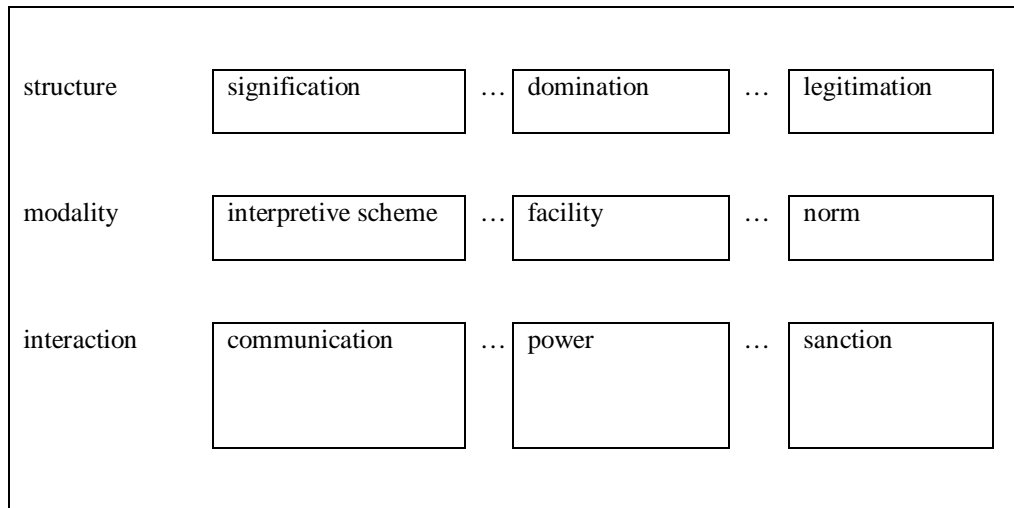 structure signification … domination … legitimation
modality interpretive scheme … facility … norm
interaction communication … power … sanction